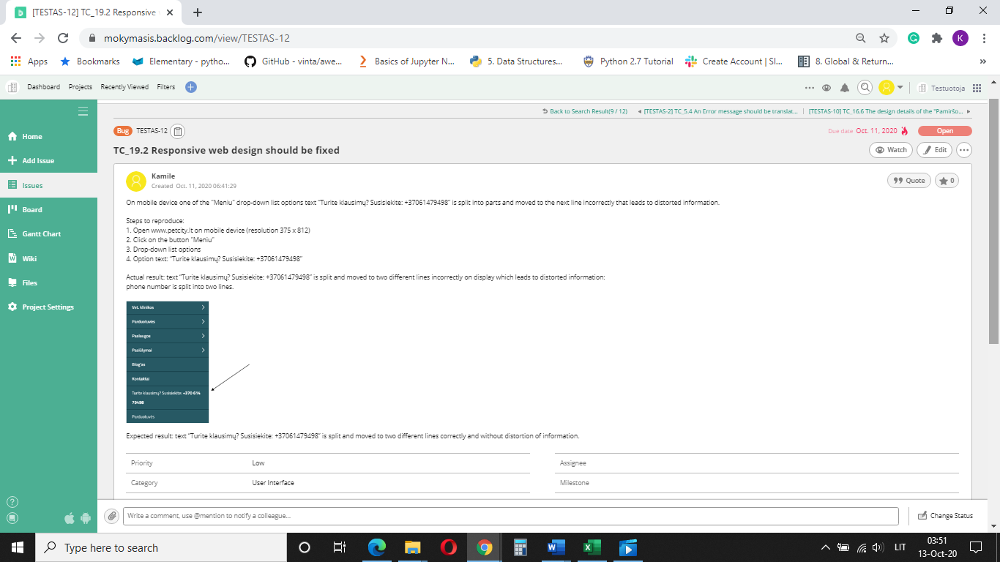 [TESTAS-12] TC_19.2 Responsive
mokymasis.backlog.com/view/TESTAS-12
K
Apps Bookmarks Elementary - pytho... GitHub - vinta/awe... Basics of Jupyter N... 5. Data Structures... Python 2.7 Tutorial Create Account | Sl... 8. Global & Return... »
Dashboard Projects Recently Viewed Filters Testuotoja
Back to Search Result(9 / 12) [TESTAS-2] TC_5.4 An Error message should be translat... | [TESTAS-10] TC_16.6 The design details of the "Pamiršo...
Bug TESTAS-12 Due date Oct. 11, 2020 Open
TC_19.2 Responsive web design should be fixed Watch Edit
Home
Add Issue
Issues
Board
Gantt Chart
Wiki
Files
Project Settings
Kamile
Created Oct. 11, 2020 06:41:29
Quote 0
On mobile device one of the "Meniu" drop-down list options text “Turite klausimų? Susisiekite: +37061479498” is split into parts and moved to the next line incorrectly that leads to distorted information.
Steps to reproduce:
1. Open www.petcity.lt on mobile device (resolution 375 x 812)
2. Click on the button “Meniu”
3. Drop-down list options
4. Option text: “Turite klausimų? Susisiekite: +37061479498”
Actual result: text “Turite klausimų? Susisiekite: +37061479498” is split and moved to two different lines incorrectly on display which leads to distorted information:
phone number is split into two lines.
Vet. klinikos
Parduotuvės
Paslaugos
Pasiūlymai
Blog'as
Kontaktai
Turite klausimų? Susisiekite: +370 614
79498
Parduotuvės
Expected result: text “Turite klausimų? Susisiekite: +37061479498” is split and moved to two different lines correctly and without distortion of information.
Priority Low Assignee
Category User Interface Milestone
Write a comment, use @mention to notify a colleague...
Change Status
Type here to search
LIT
03:51
13-Oct-20